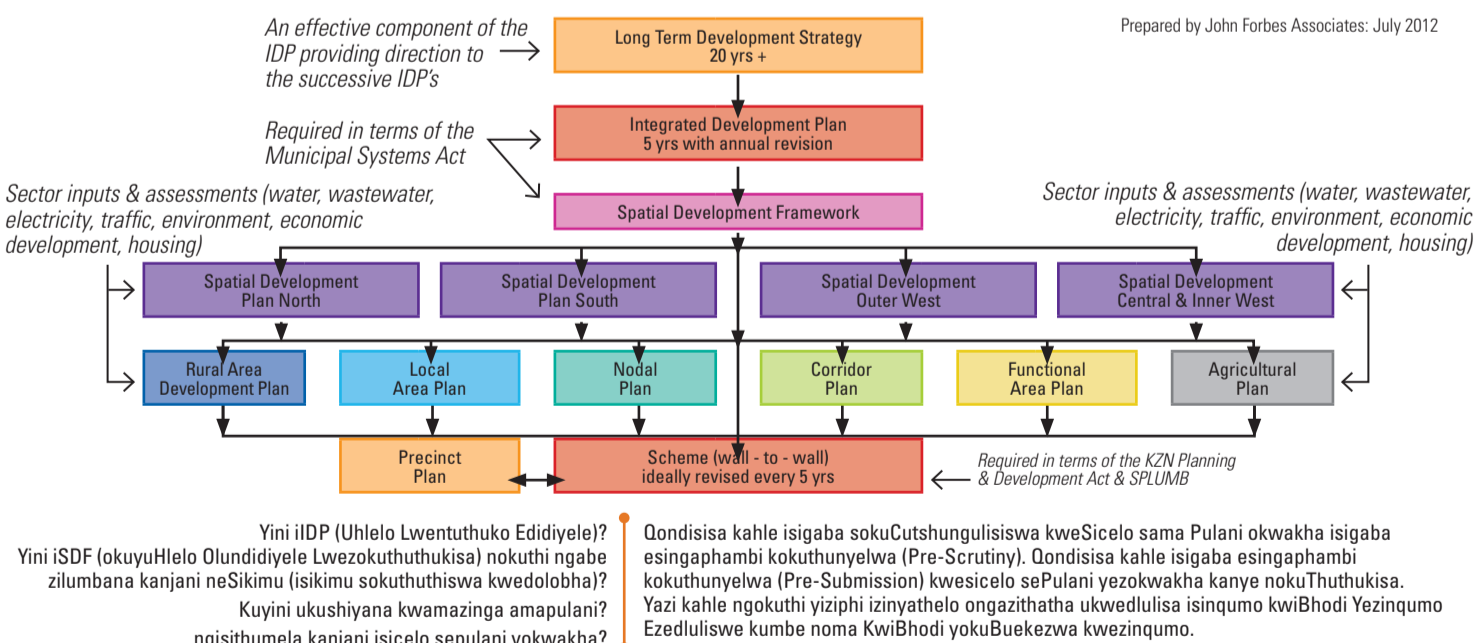 An effective component of the
IDP providing direction to
the successive IDP's
Long Term Development Strategy
20 yrs +
Prepared by John Forbes Associates: July 2012
Required in terms of the
Municipal Systems Act
Integrated Development Plan
5 yrs with annual revision
Sector inputs & assessments (water, wastewater,
electricity, traffic, environment, economic
development, housing)
Spatial Development Framework
Sector inputs & assessments (water, wastewater,
electricity, traffic, environment, economic
development, housing)
Spatial Development
Plan North
Spatial Development
Plan South
Spatial Development
Outer West
Spatial Development
Central & Inner West
Rural Area
Development Plan
Local
Area Plan
Nodal
Plan
Corridor
Plan
Functional
Area Plan
Agricultural
Plan
Precinct
Plan
Scheme (wall - to - wall)
ideally revised every 5 yrs
Required in terms of the KZN Planning
& Development Act & SPLUMB
Yini iIDP (Uhlelo Lwentuthuko Edidiyele)?
Yini iSDF (okuyuHlelo Olundidiyele Lwezokuthuthukisa) nokuthi ngabe
zilumbana kanjani neSikimu (isikimu sokuthuthiswa kwedolobha)?
Kuyini ukushiyana kwamazinga amapulani?
ngisithumela kanjani isicelo sepulani yokwakha?
Qondisisa kahle isigaba sokuCutshungulisiswa kweSicelo sama Pulani okwakha isigaba
esingaphambi kokuthunyelwa (Pre-Scrutiny). Qondisisa kahle isigaba esingaphambi
kokuthunyelwa (Pre-Submission) kwesicelo sePulani yezokwakha kanye nokuThuthukisa.
Yazi kahle ngokuthi yiziphi izinyathelo ongazithatha ukwedlulisa isinqumo kwiBhodi Yezinqumo
Ezedluliswe kumbe noma KwiBhodi yokuBuekezwa kwezinqumo.